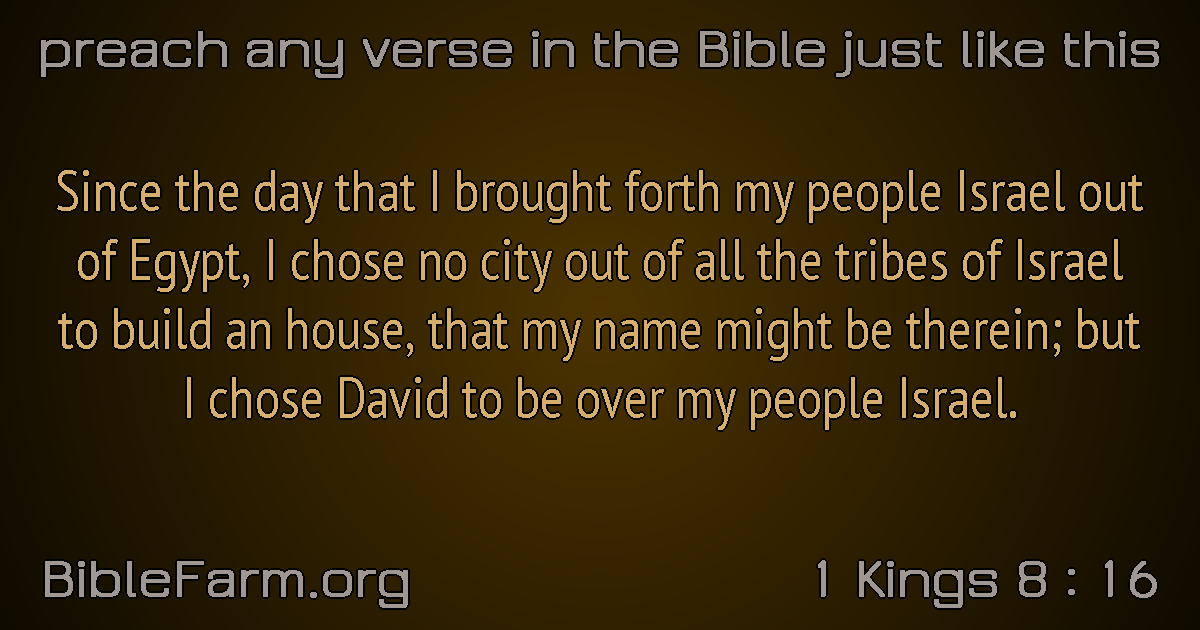 preach any verse in the Bible just like this
Since the day that I brought forth my people Israel out
of Egypt, I chose no city out of all the tribes of Israel
to build an house, that my name might be therein; but
I chose David to be over my people Israel.
BibleFarm.org
1 Kings 8 : 16